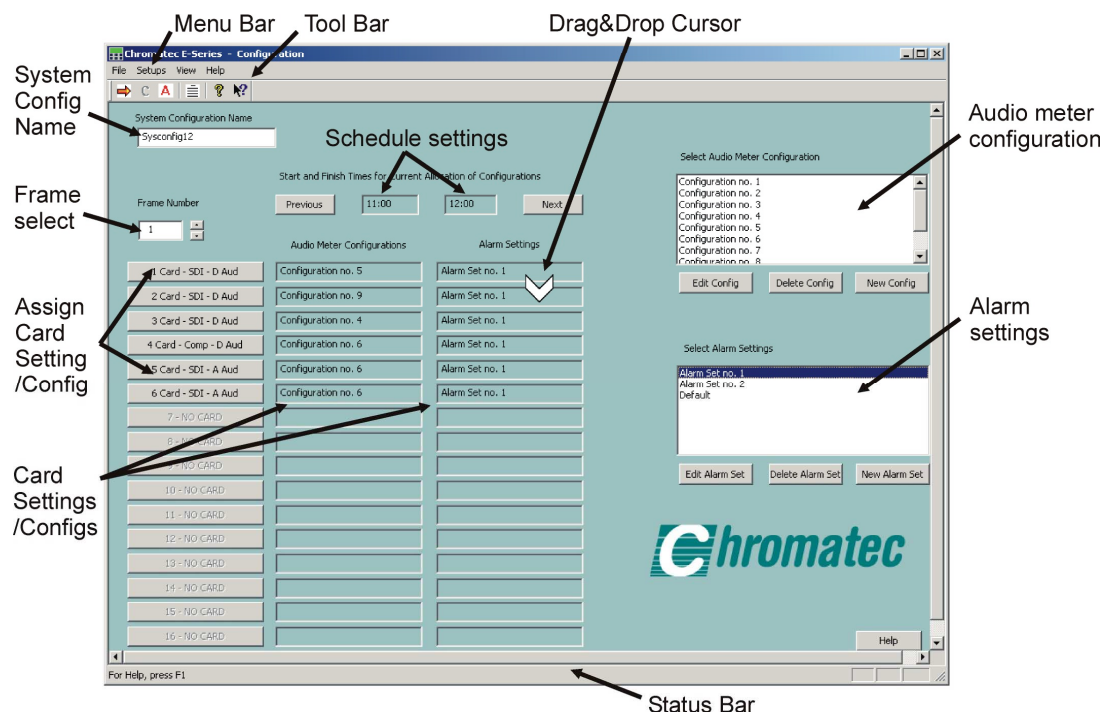 Menu Bar Tool Bar Drag&Drop Cursor
Chromatec E-Series - Configuration
File Setups View Help
C A ? ?
System
Config
Name
System Configuration Name
Sysconfig12
Schedule settings
Audio meter
configuration
Select Audio Meter Configuration
Start and Finish Times for Current Allocation of Configurations
Configuration no. 1
Configuration no. 2
Configuration no. 3
Configuration no. 4
Configuration no. 5
Configuration no. 6
Configuration no. 7
Configuration no. 8
Frame
select
Frame Number
1
Previous 11:00 12:00 Next
Audio Meter Configurations Alarm Settings
Edit Config Delete Config New Config
Assign
Card
Setting
/Config
1 Card - SDI - D Aud Configuration no. 5 Alarm Set no. 1
2 Card - SDI - D Aud Configuration no. 9 Alarm Set no. 1
3 Card - SDI - D Aud Configuration no. 4 Alarm Set no. 1
4 Card - Comp - D Aud Configuration no. 6 Alarm Set no. 1
5 Card - SDI - A Aud Configuration no. 6 Alarm Set no. 1
6 Card - SDI - A Aud Configuration no. 6 Alarm Set no. 1
7 - NO CARD
8 - NO CARD
9 - NO CARD
10 - NO CARD
11 - NO CARD
12 - NO CARD
13 - NO CARD
14 - NO CARD
15 - NO CARD
16 - NO CARD
Card
Settings
/Configs
Alarm
settings
Select Alarm Settings
Alarm Set no. 1
Alarm Set no. 2
Default
Edit Alarm Set Delete Alarm Set New Alarm Set
Chromatec
Help
For Help, press F1
Status Bar